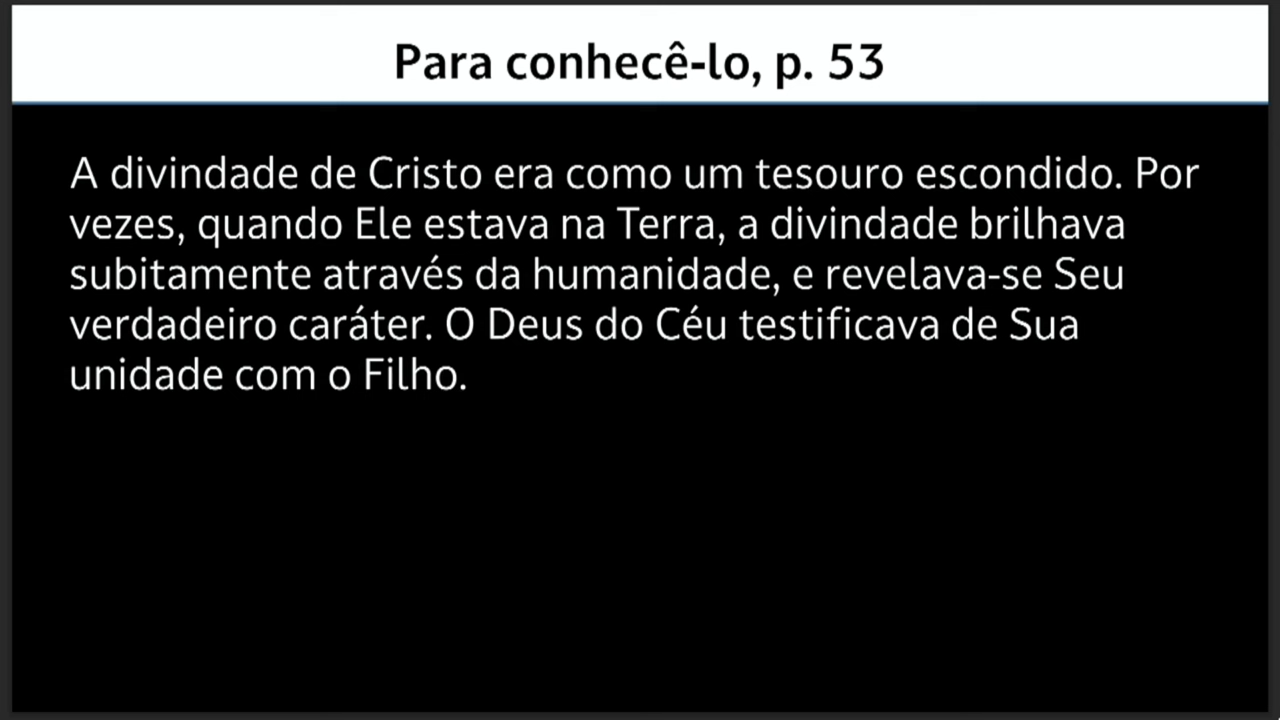 Para conhecê-lo, p. 53
A divindade de Cristo era como um tesouro escondido. Por
vezes, quando Ele estava na Terra, a divindade brilhava
subitamente através da humanidade, e revelava-se Seu
verdadeiro caráter. O Deus do Céu testificava de Sua
unidade com o Filho.